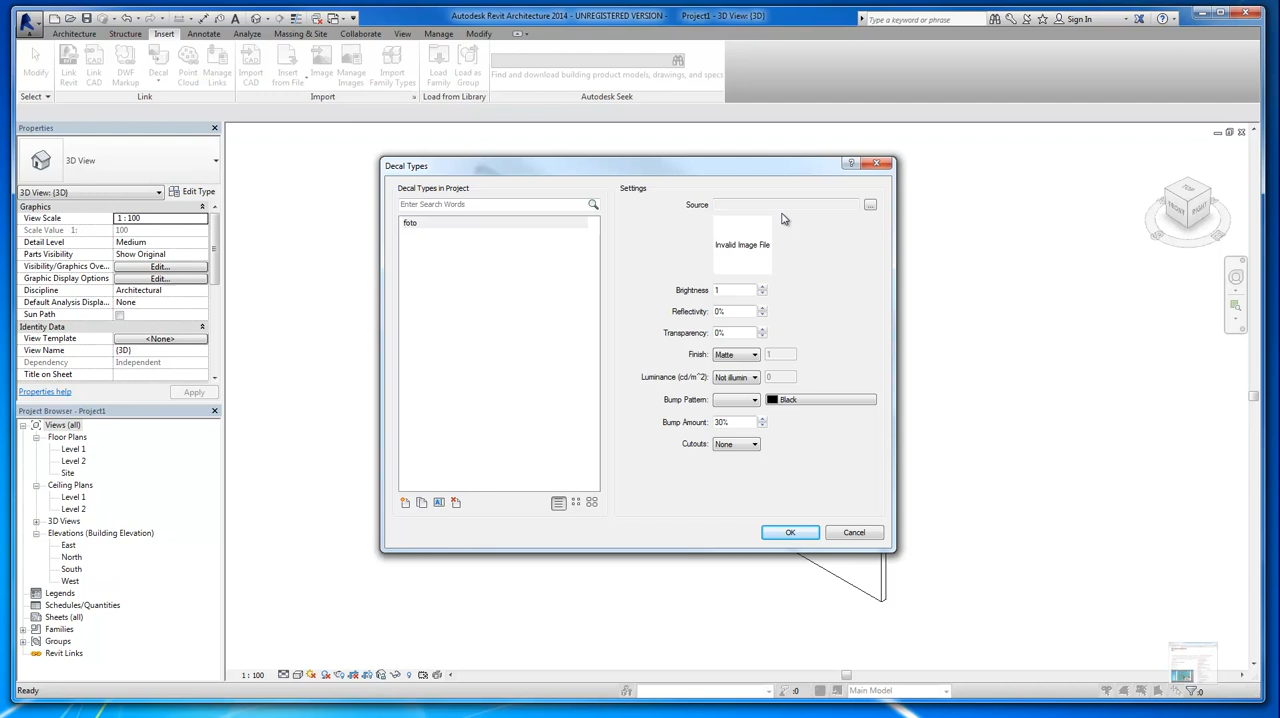 Autodesk Revit Architecture 2014 - UNREGISTERED VERSION - Project1 - 3D View: {3D}
Type a keyword or phrase
Sign In
Architecture Structure Insert Annotate Analyze Massing & Site Collaborate View Manage Modify
Modify
Link Revit
Link CAD
DWF Markup
Decal
Point Cloud
Manage Links
Import CAD
Insert from File
Image
Manage Images
Import Family Types
Load Family
Load as Group
Find and download building product models, drawings, and specs
Select
Link
Import
Load from Library
Autodesk Seek
Properties
3D View
3D View: {3D}
Edit Type
Graphics
View Scale 1 : 100
Scale Value 1: 100
Detail Level Medium
Parts Visibility Show Original
Visibility/Graphics Ove... Edit...
Graphic Display Options Edit...
Discipline Architectural
Default Analysis Displa... None
Sun Path
Identity Data
View Template <None>
View Name {3D}
Dependency Independent
Title on Sheet
Properties help
Apply
Project Browser - Project1
Views (all)
Floor Plans
Level 1
Level 2
Site
Ceiling Plans
Level 1
Level 2
3D Views
Elevations (Building Elevation)
East
North
South
West
Legends
Schedules/Quantities
Sheets (all)
Families
Groups
Revit Links
Decal Types
Decal Types in Project
Enter Search Words
foto
Settings
Source
...
Invalid Image File
Brightness 1
Reflectivity: 0%
Transparency: 0%
Finish: Matte 1
Luminance (cd/m^2): Not illumin 0
Bump Pattern: Black
Bump Amount: 30%
Cutouts: None
OK
Cancel
TOP
FRONT
RIGHT
1 : 100
Ready
:0
Main Model
:0